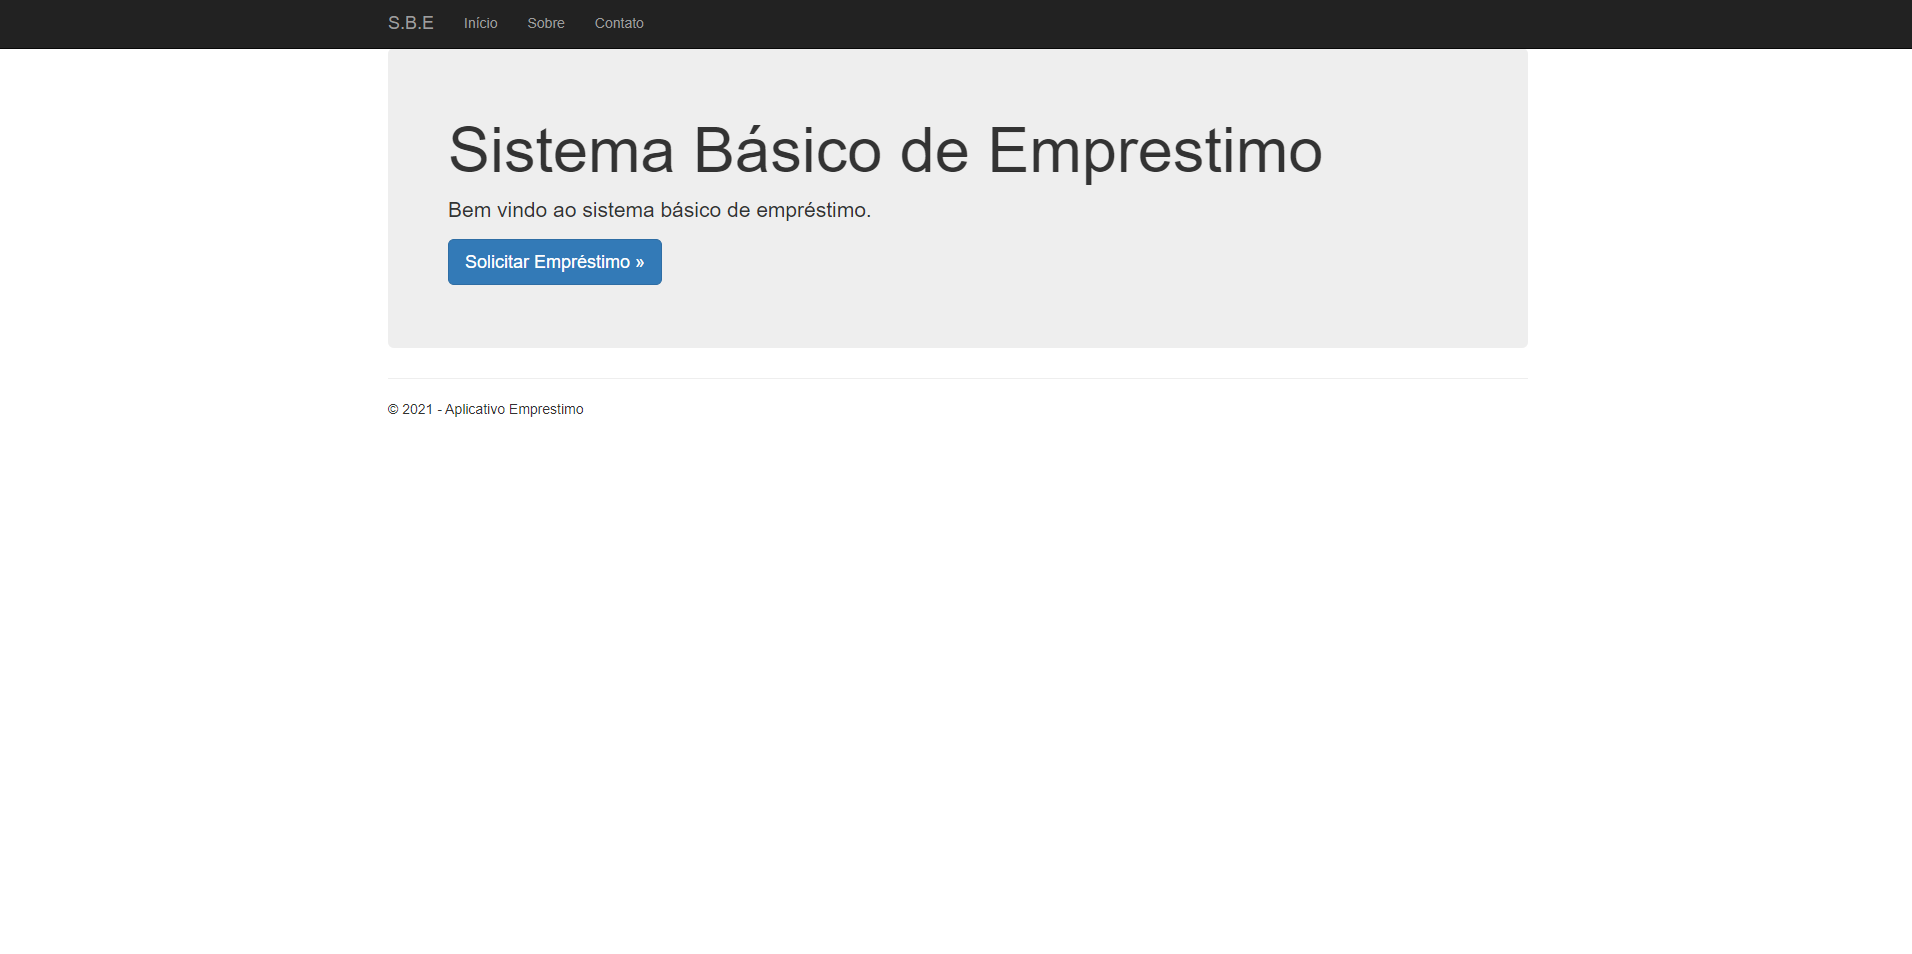 S.B.E Início Sobre Contato
Sistema Básico de Emprestimo
Bem vindo ao sistema básico de empréstimo.
Solicitar Empréstimo »
© 2021 - Aplicativo Emprestimo